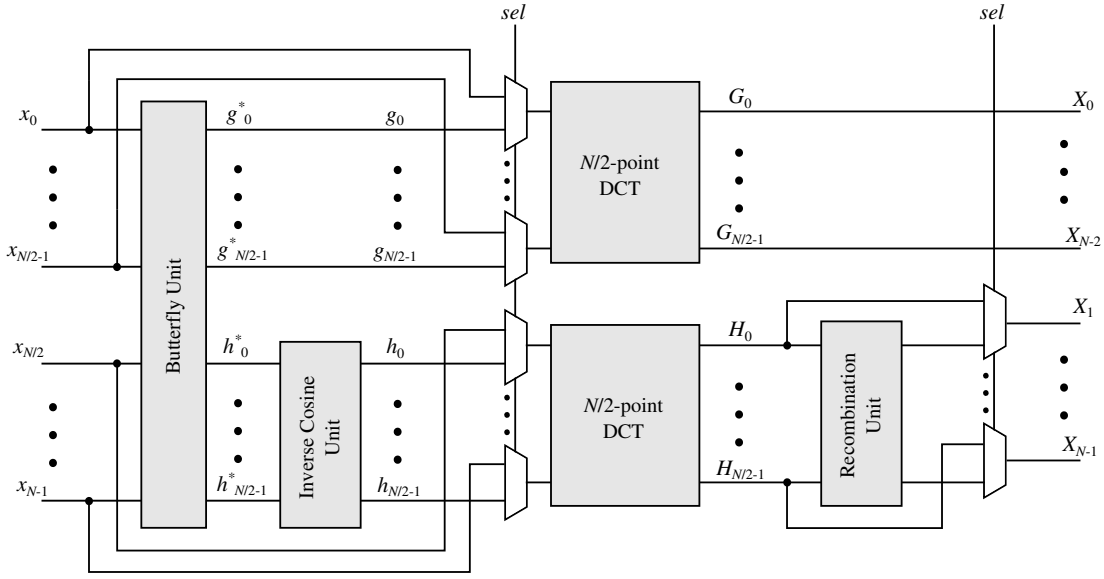 sel sel
x0 g*0 g0 G0 X0
N/2-point
DCT
xN/2-1 g*N/2-1 gN/2-1 GN/2-1 XN-2
Butterfly Unit
X1
xN/2 h*0 h0 H0
Inverse Cosine
Unit
N/2-point
DCT
Recombination
Unit
XN-1
xN-1 h*N/2-1 hN/2-1 HN/2-1